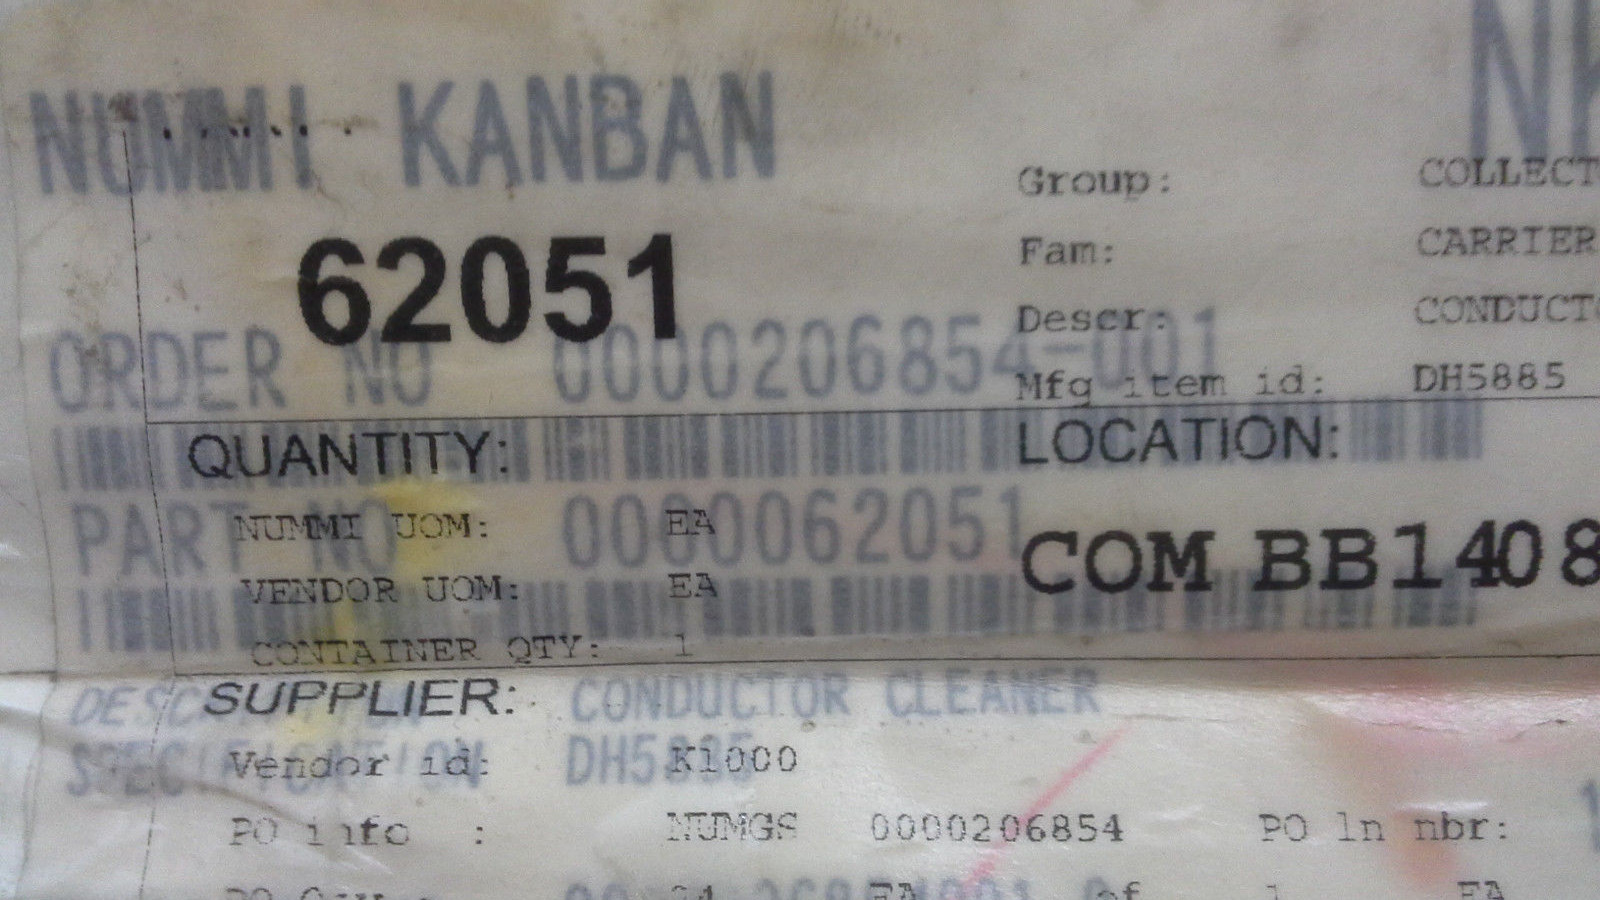 NUMMI KANBAN
62051
Group: COLLECT
Fam: CARRIER
Descr: CONDUCTO
Mfg item id: DH5885
ORDER NO 0000206854-001
QUANTITY:
LOCATION:
NUMMI UOM: EA
PART NO 0000062051
COM BB1408
VENDOR UOM: EA
CONTAINER QTY: 1
SUPPLIER:
CONDUCTOR CLEANER
Vendor id: K1000
DH5885
PO info : NUMGS 0000206854 PO ln nbr: